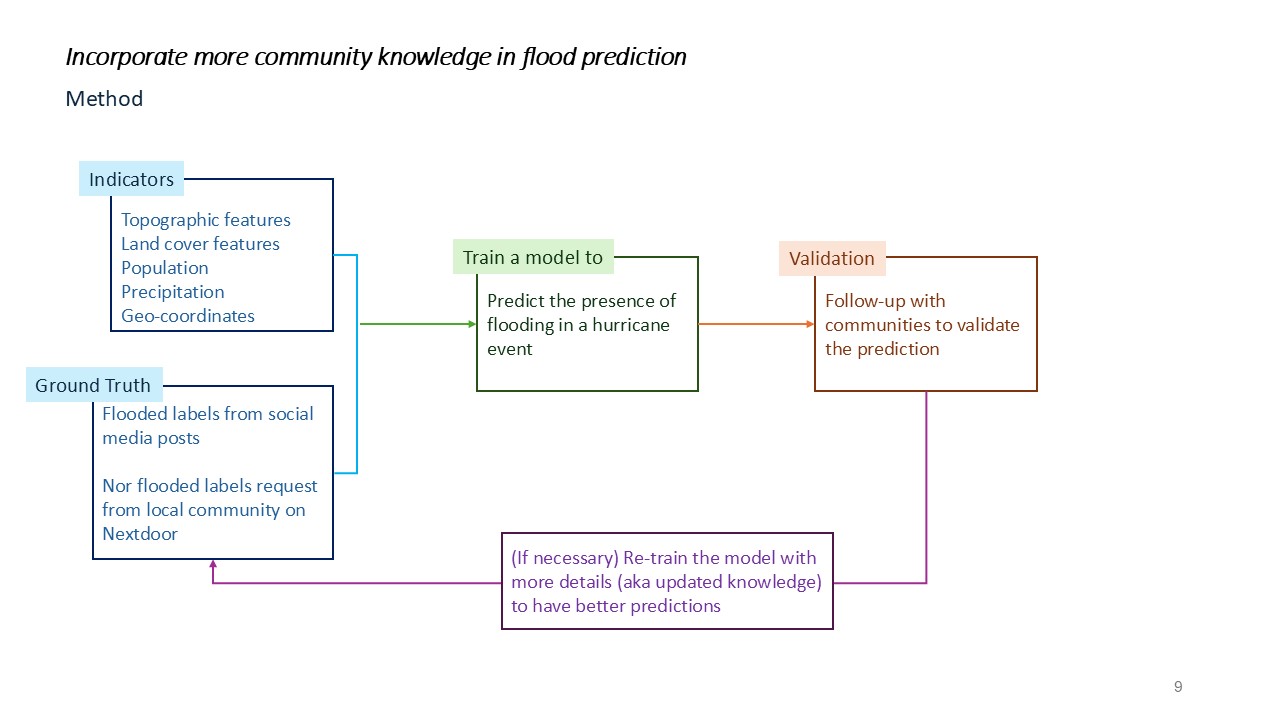 Incorporate more community knowledge in flood prediction
Method
Indicators
Topographic features
Land cover features
Population
Precipitation
Geo-coordinates
Ground Truth
Flooded labels from social
media posts
Nor flooded labels request
from local community on
Nextdoor
Train a model to
Predict the presence of
flooding in a hurricane
event
Validation
Follow-up with
communities to validate
the prediction
(If necessary) Re-train the model with
more details (aka updated knowledge)
to have better predictions
9